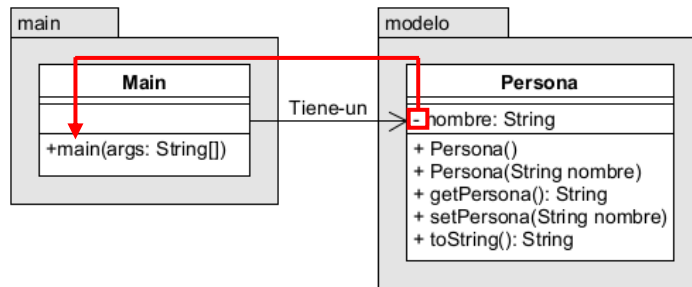 main
Main
+main(args: String[])
Tiene-un
modelo
Persona
- nombre: String
+ Persona()
+ Persona(String nombre)
+ getPersona(): String
+ setPersona(String nombre)
+ toString(): String